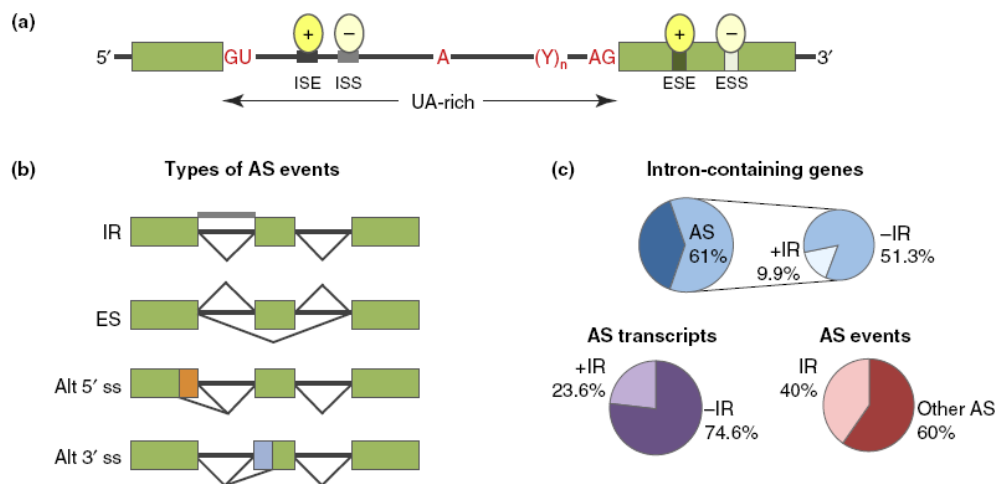 (a)
5′ GU + − A (Y)n AG + − 3′
ISE ISS ESE ESS
UA-rich
(b) Types of AS events
IR
ES
Alt 5′ ss
Alt 3′ ss
(c) Intron-containing genes
AS
61%
+IR
9.9%
–IR
51.3%
AS transcripts
+IR
23.6%
–IR
74.6%
AS events
IR
40%
Other AS
60%